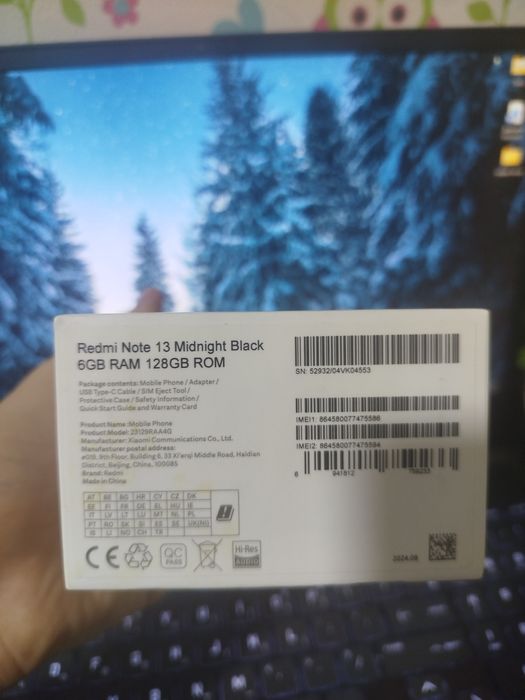 Redmi Note 13 Midnight Black
6GB RAM 128GB ROM
Package contents: Mobile Phone / Adapter /
USB Type-C Cable / SIM Eject Tool /
Protective Case / Safety Information /
Quick Start Guide and Warranty Card
Product Name: Mobile Phone
Product Model: 23129RAA4G
Manufacturer: Xiaomi Communications Co., Ltd.
Manufacturer postal address:
#019, 9th Floor, Building 6, 33 Xi'erqi Middle Road, Haidian
District, Beijing, China, 100085
Brand: Redmi
Made in China
AT BE BG HR CY CZ DK
EE FI FR DE EL HU IE
IT LV LT LU MT NL PL
PT RO SK SI ES SE UK(NI)
IS LI NO CH TR
CE
QC
PASS
Hi-Res
AUDIO
SN: 52932/04VK04553
IMEI1: 864580077475586
IMEI2: 864580077475594
6 941812 759233
2024.09